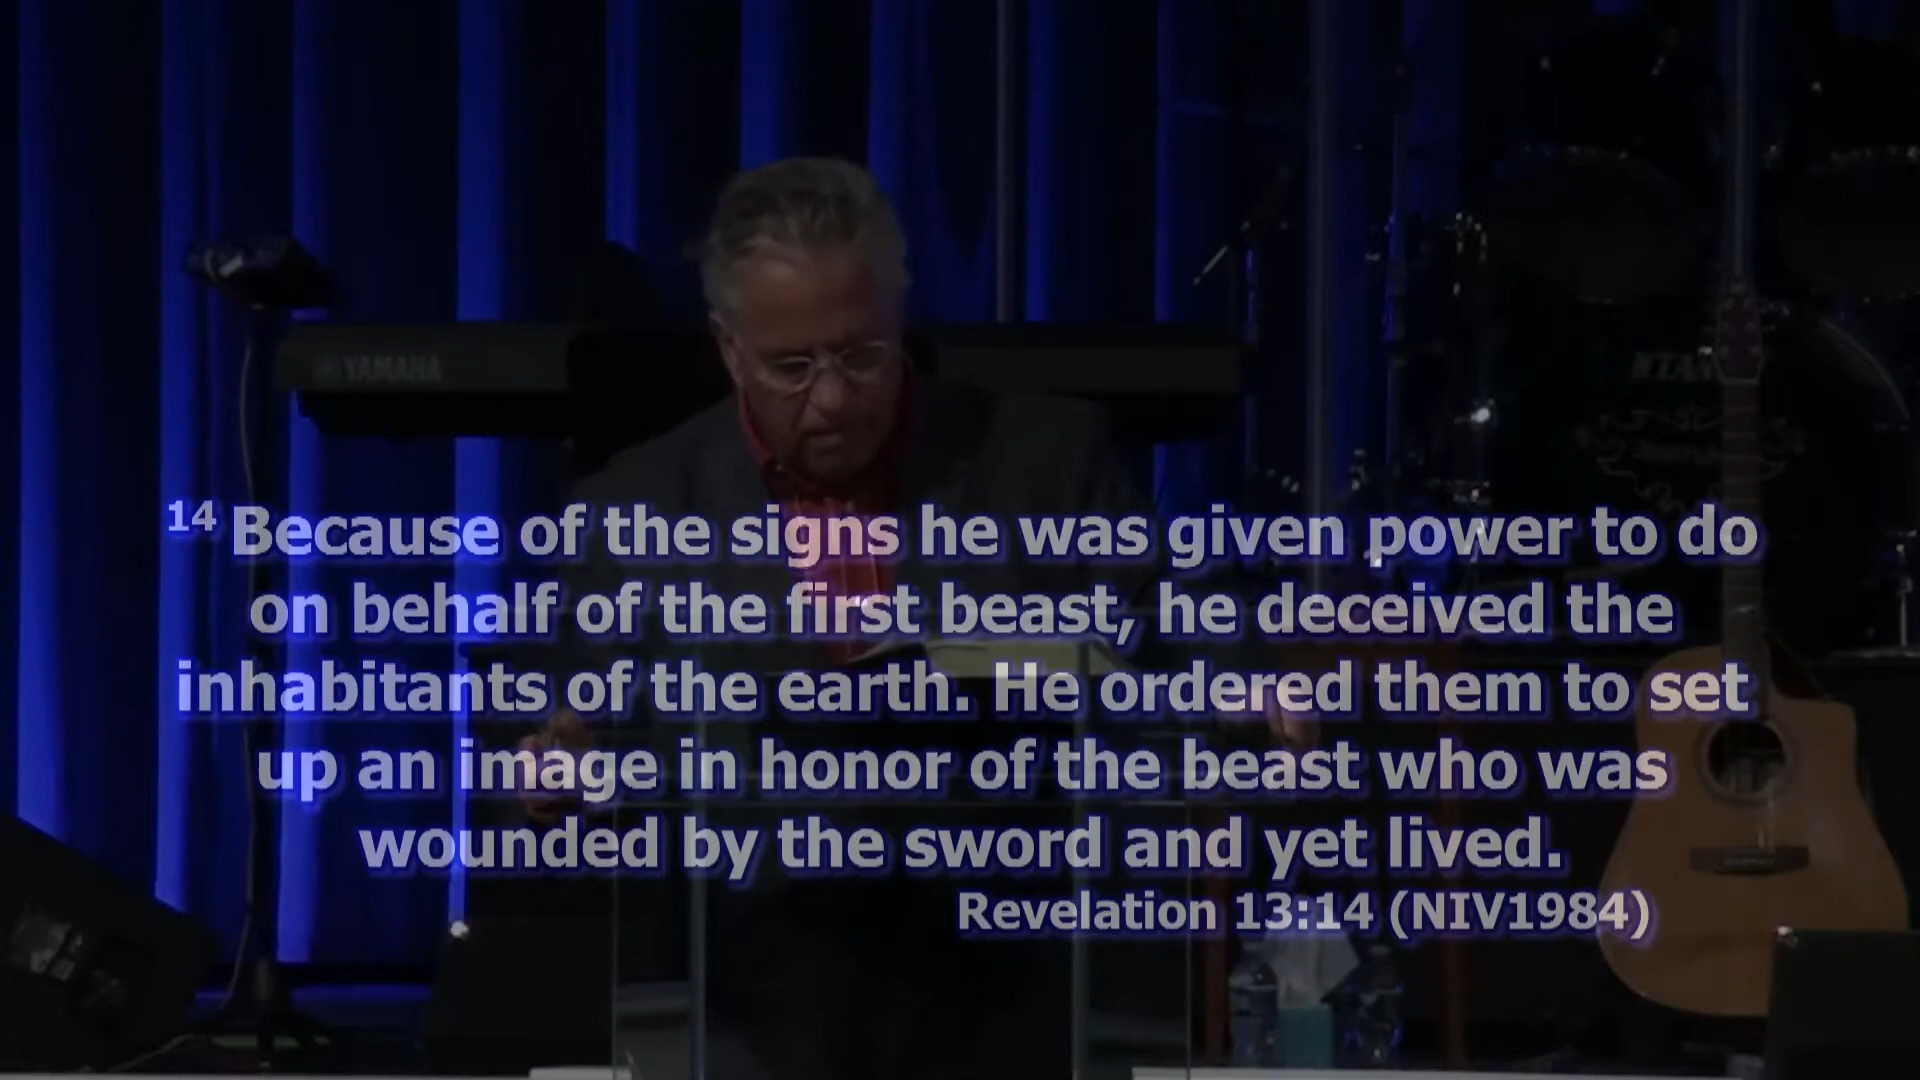 YAMAHA
14 Because of the signs he was given power to do
on behalf of the first beast, he deceived the
inhabitants of the earth. He ordered them to set
up an image in honor of the beast who was
wounded by the sword and yet lived.
Revelation 13:14 (NIV1984)